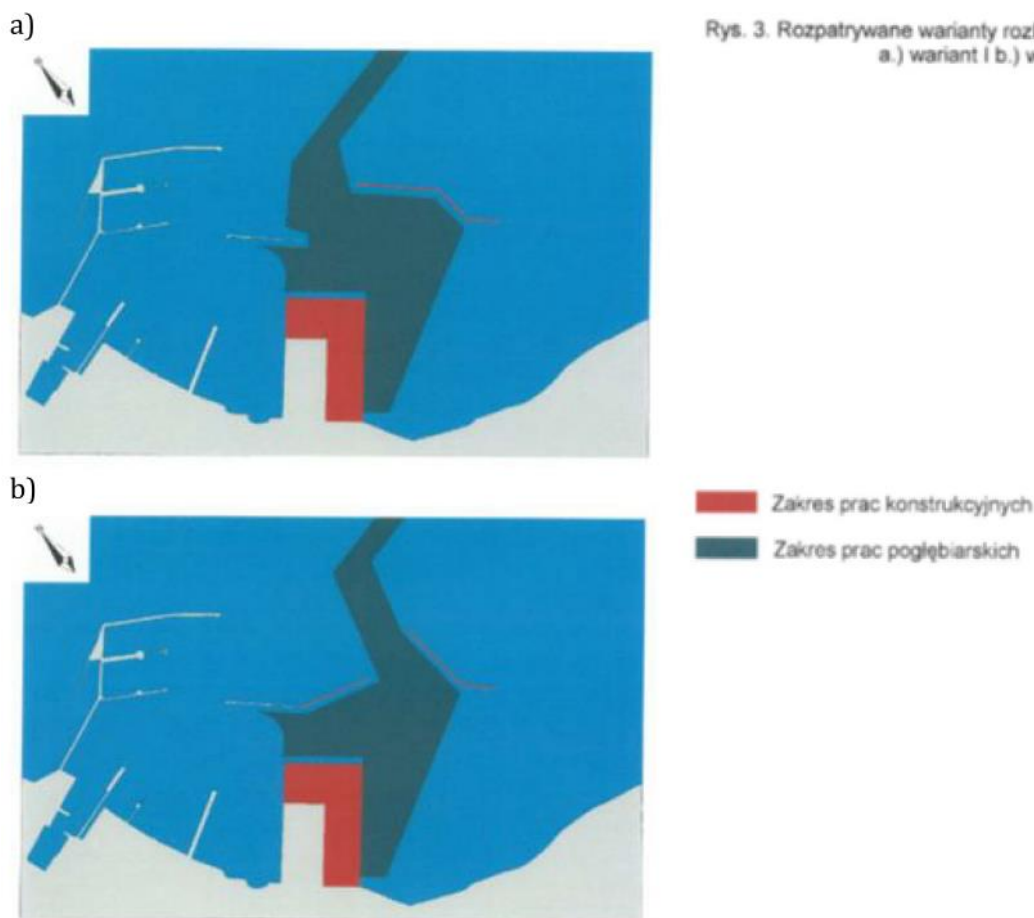 a)
Rys. 3. Rozpatrywane warianty
a.) wariant I b.)
b)
Zakres prac konstrukcyjnych
Zakres prac pogłębiarskich